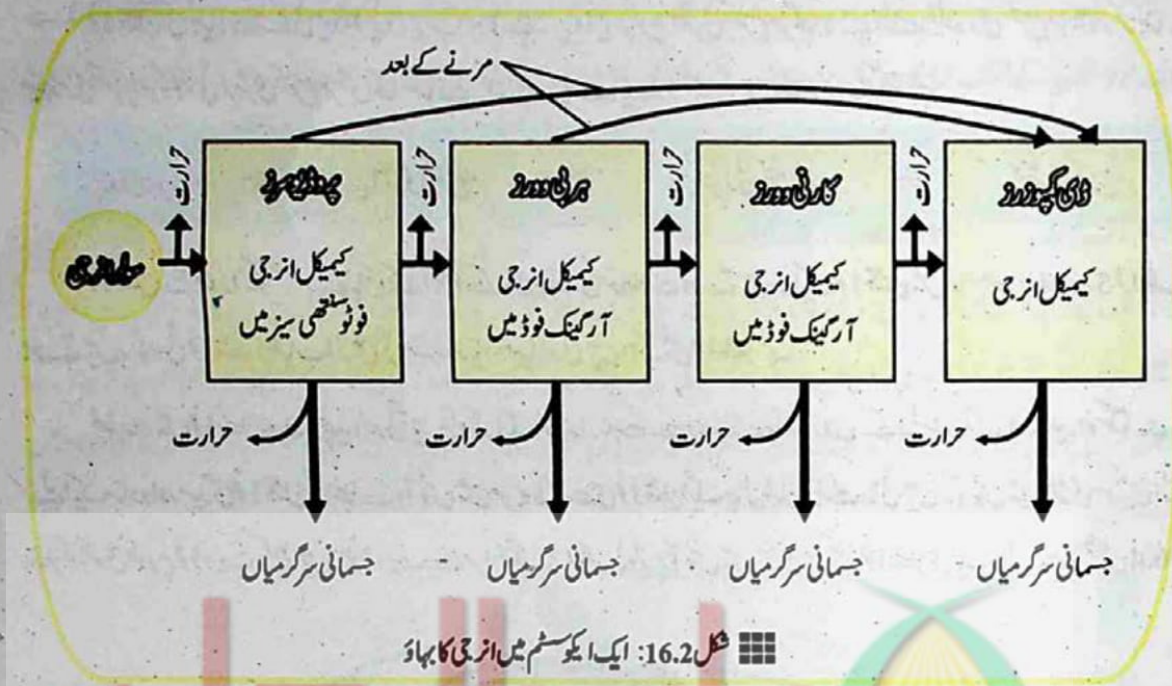 مرنے کے بعد
حرارت
حرارت
حرارت
حرارت
سولر انرجی
پروڈیوسرز
کیمیکل انرجی
فوٹوسنتھی سیز میں
ہربی وورز
کیمیکل انرجی
آرگینک فوڈ میں
کارنی وورز
کیمیکل انرجی
آرگینک فوڈ میں
ڈی کمپوزرز
کیمیکل انرجی
حرارت
حرارت
حرارت
حرارت
جسمانی سرگرمیاں
جسمانی سرگرمیاں
جسمانی سرگرمیاں
جسمانی سرگرمیاں
شکل 16.2: ایک ایکوسسٹم میں انرجی کا بہاؤ